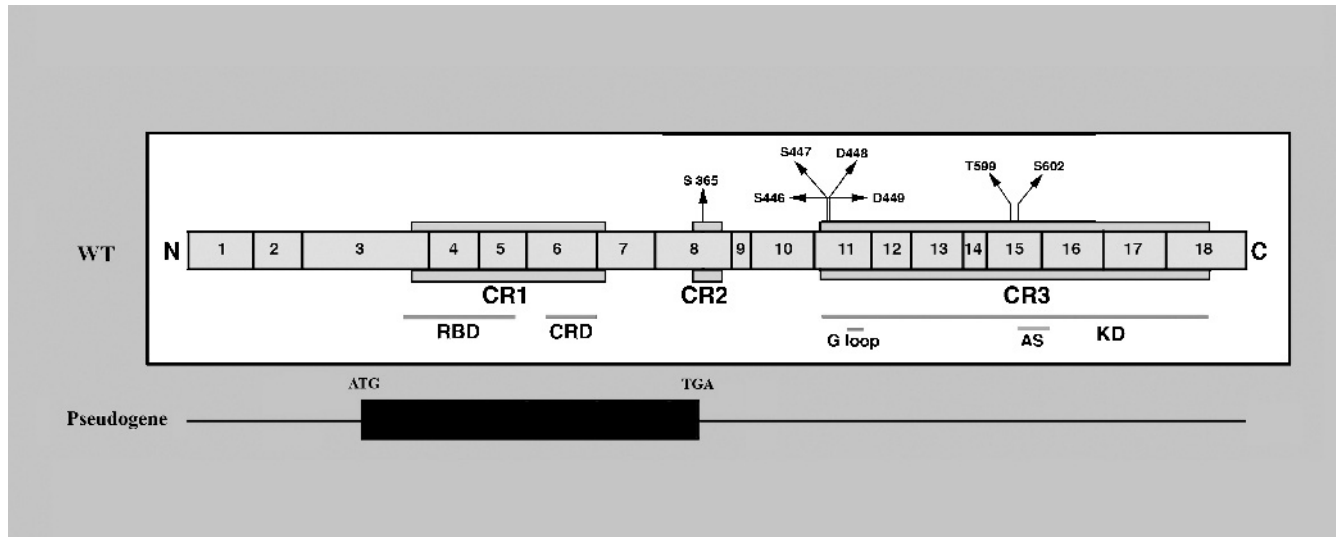 S447 D448
T599 S602
S 365
S446 D449
WT N 1 2 3 4 5 6 7 8 9 10 11 12 13 14 15 16 17 18 C
CR1 CR2 CR3
RBD CRD G loop AS KD
ATG TGA
Pseudogene